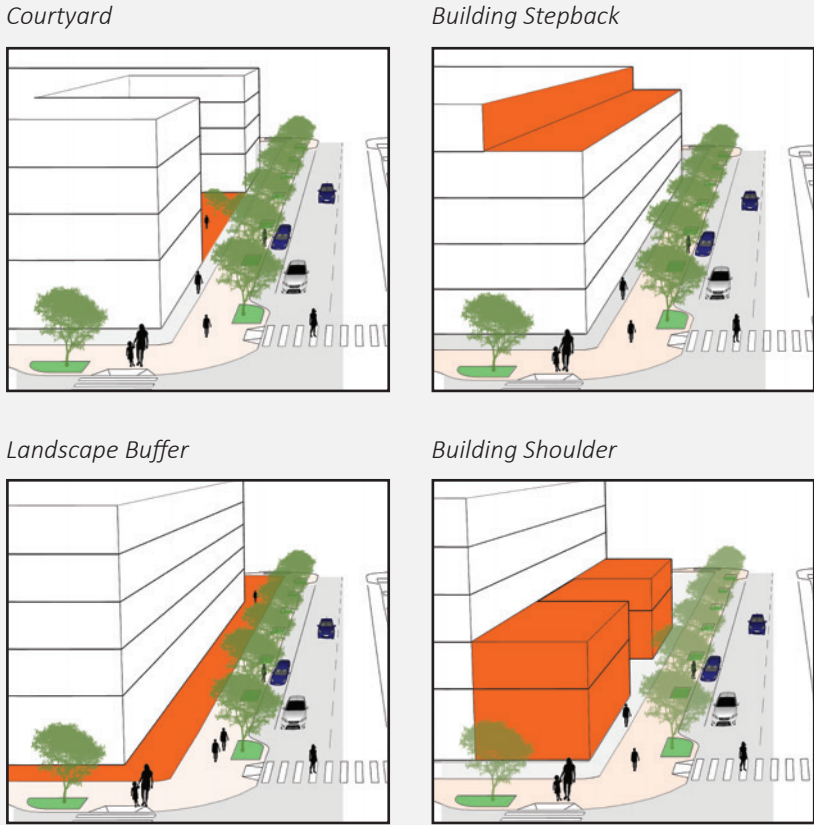 Courtyard
Building Stepback
Landscape Buffer
Building Shoulder